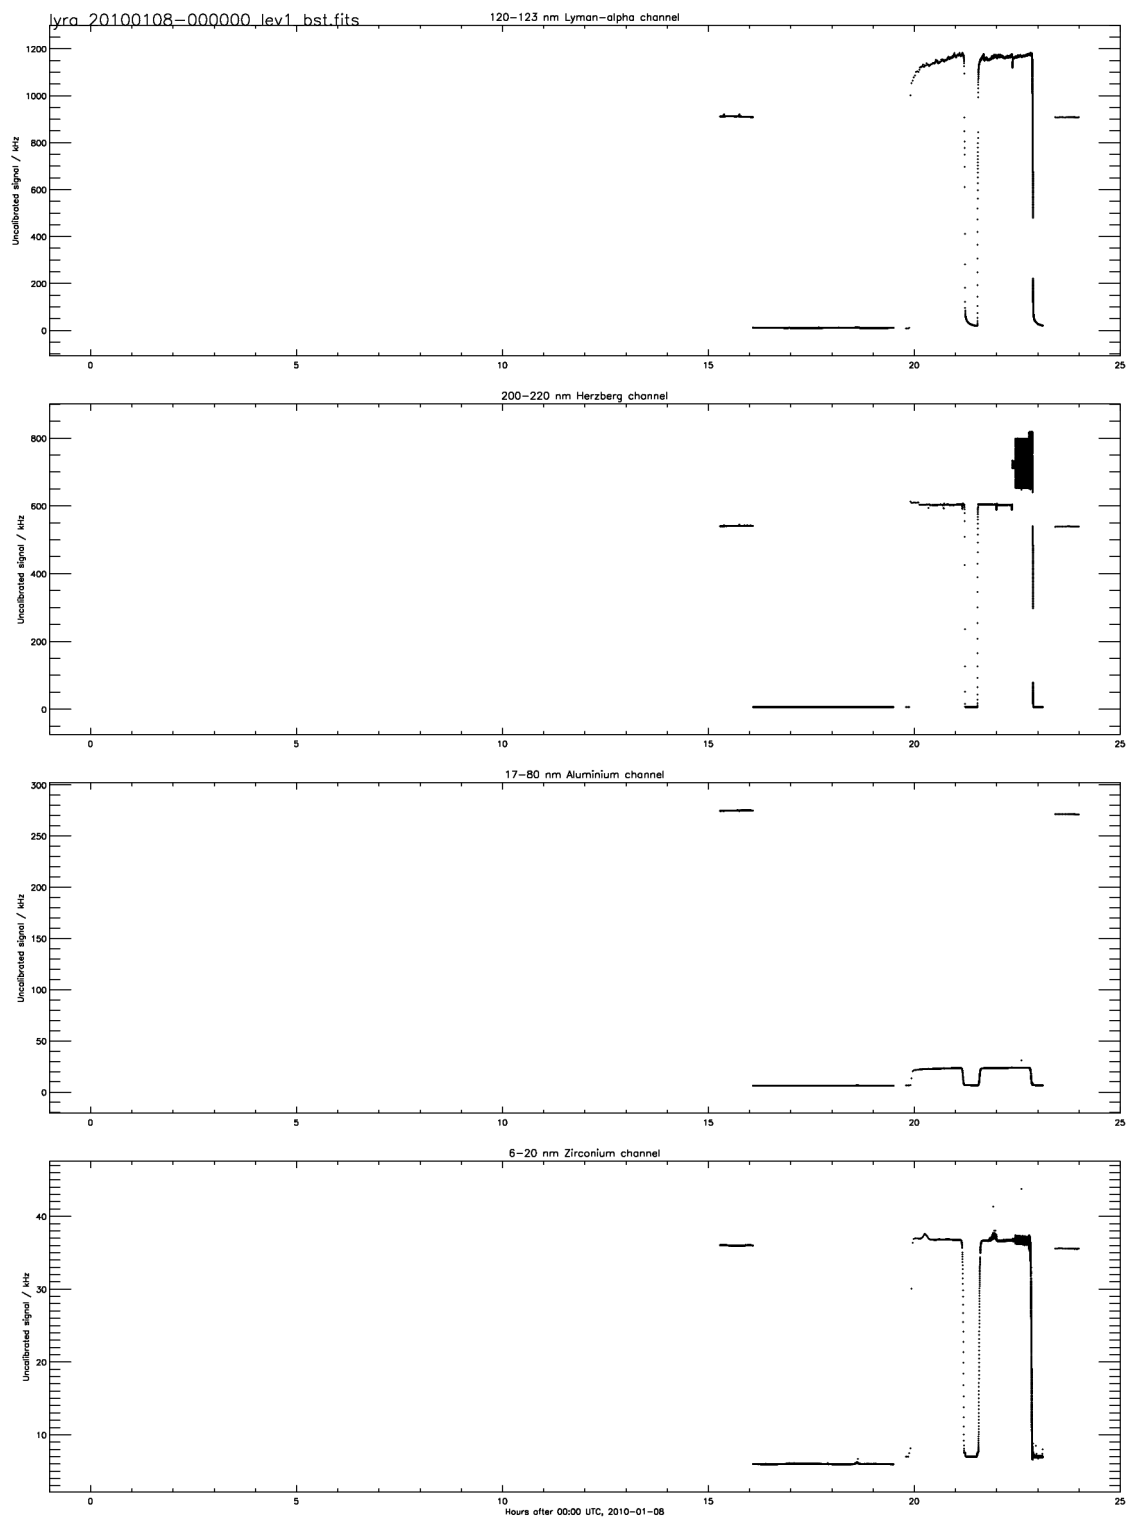 lyra_20100108-000000_lev1_bst.fits
120-123 nm Lyman-alpha channel
Uncalibrated signal / kHz
1200
1000
800
600
400
200
0
0 5 10 15 20 25
200-220 nm Herzberg channel
Uncalibrated signal / kHz
800
600
400
200
0
0 5 10 15 20 25
17-80 nm Aluminium channel
Uncalibrated signal / kHz
300
250
200
150
100
50
0
0 5 10 15 20 25
6-20 nm Zirconium channel
Uncalibrated signal / kHz
40
30
20
10
0 5 10 15 20 25
Hours after 00:00 UTC, 2010-01-08